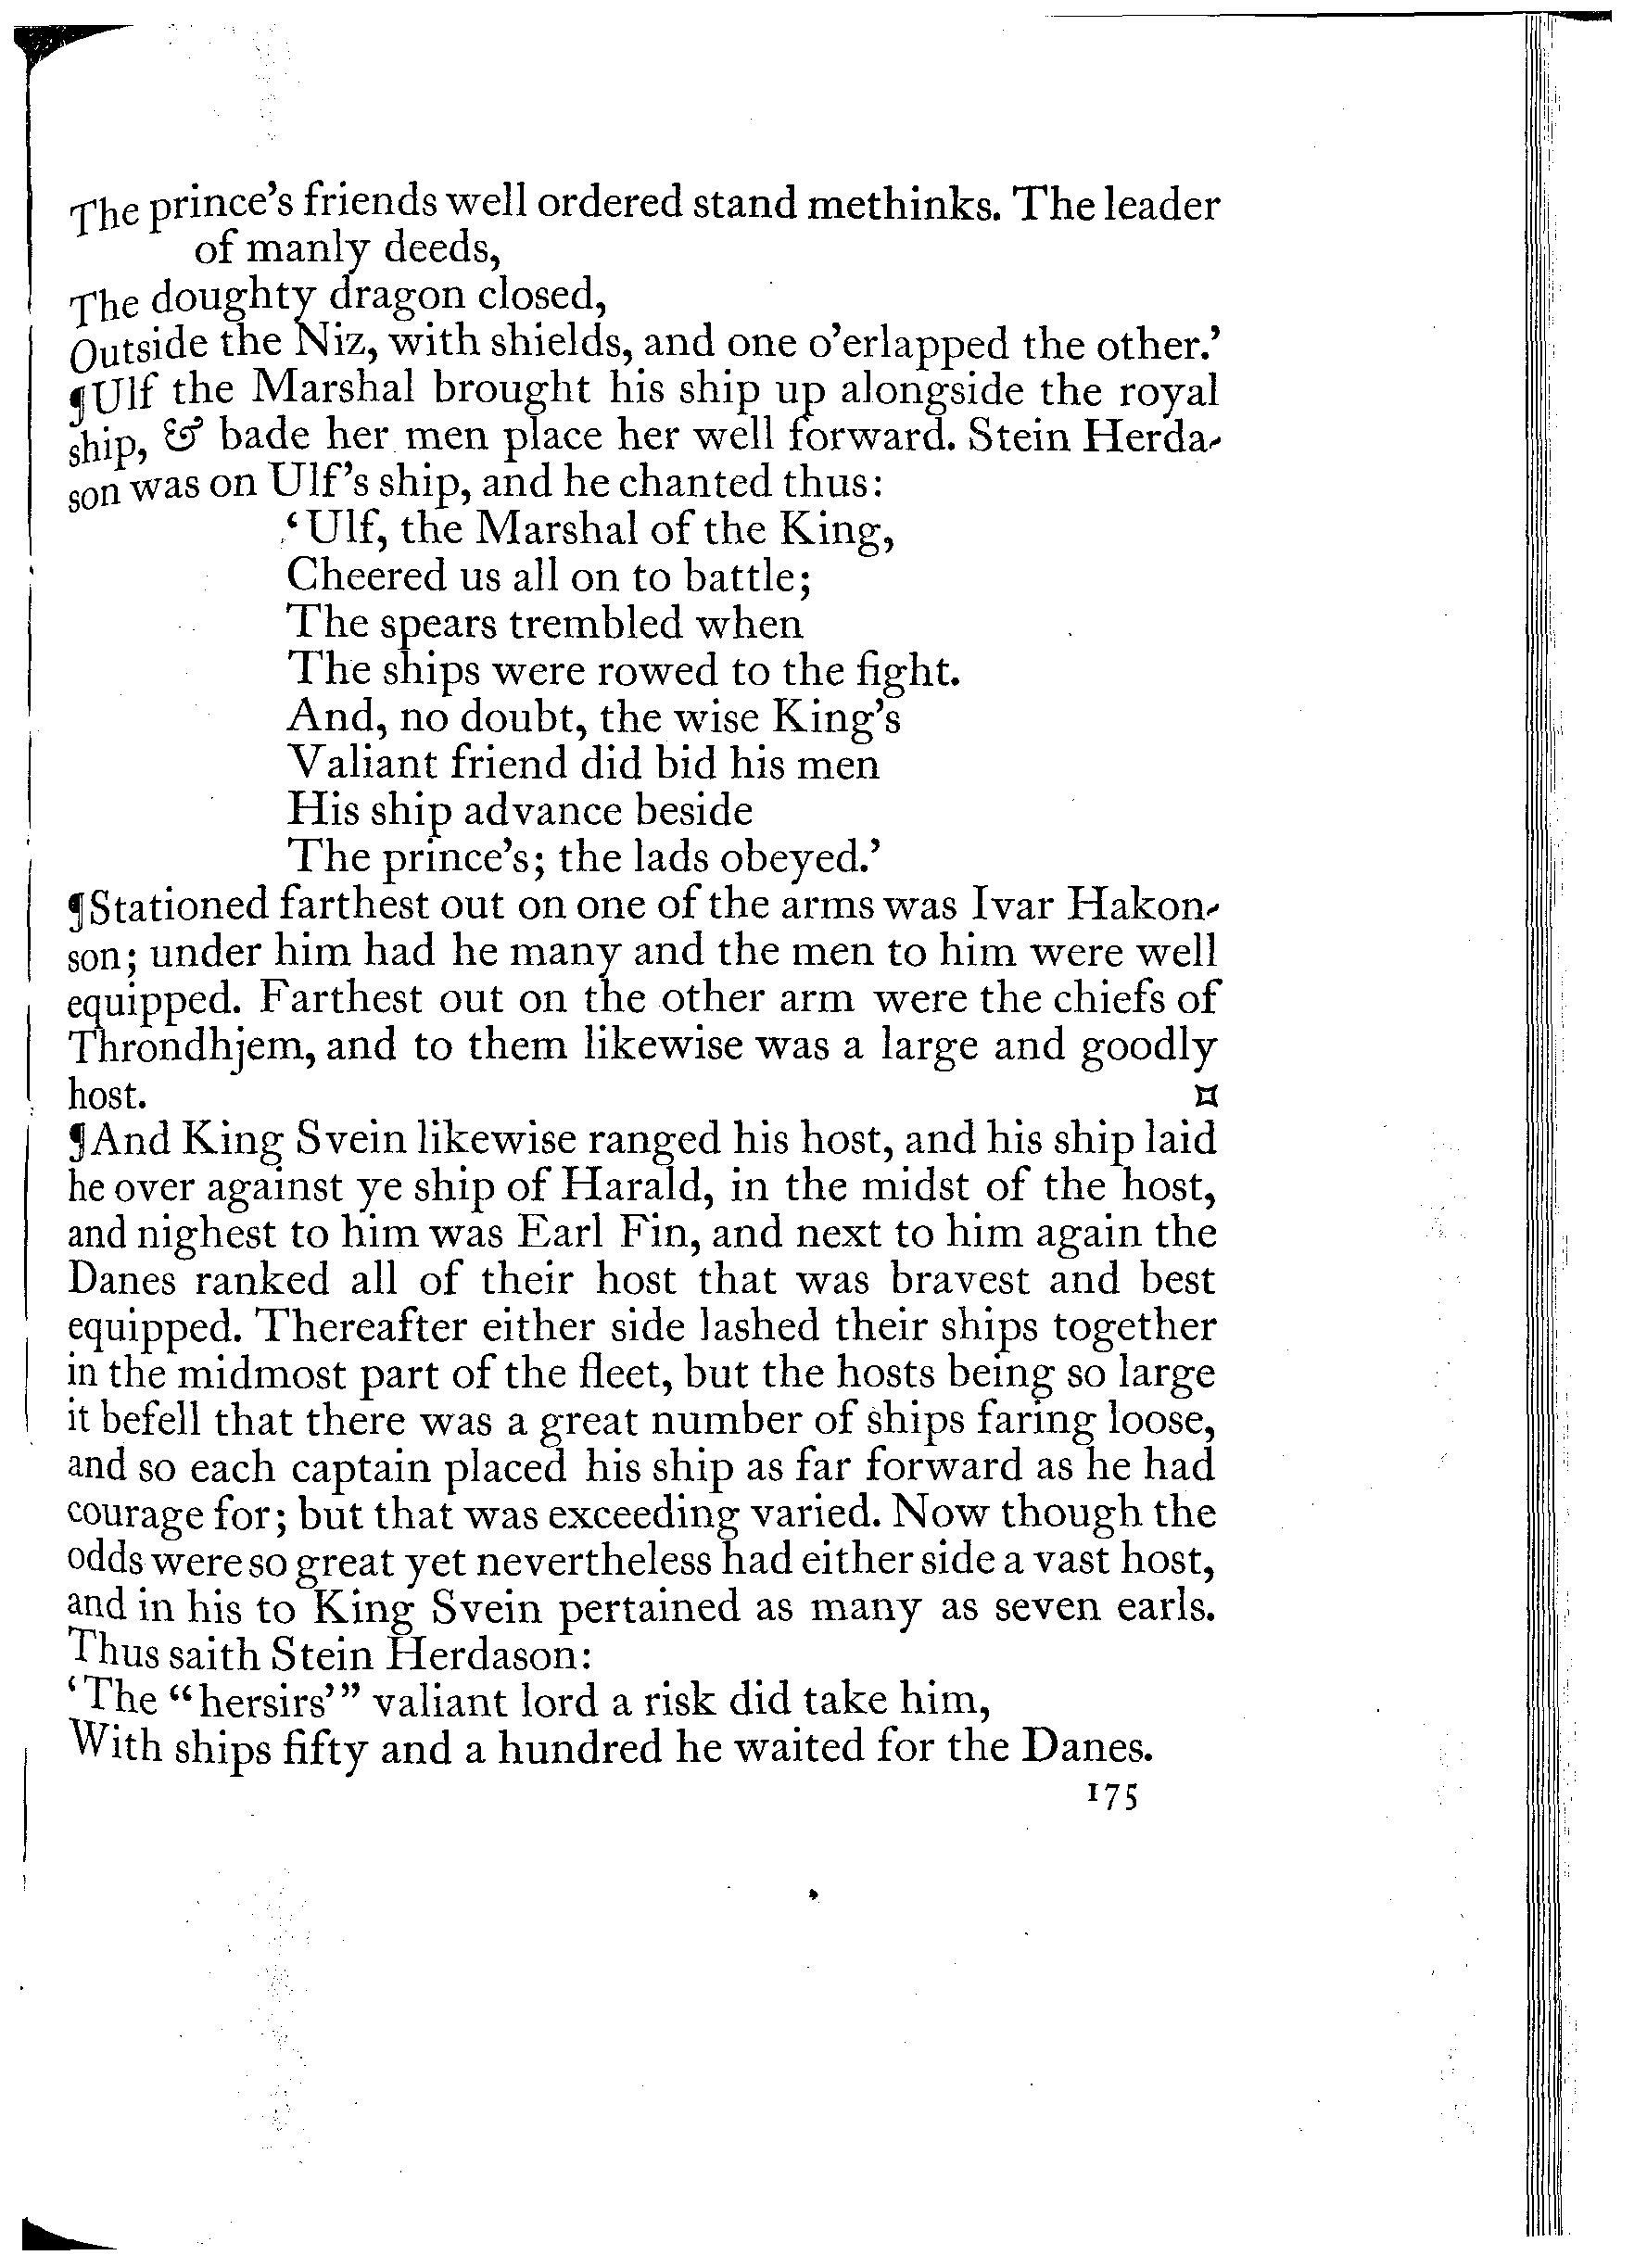 The prince's friends well ordered stand methinks. The leader
of manly deeds,
The doughty dragon closed,
Outside the Niz, with shields, and one o'erlapped the other.'
¶Ulf the Marshal brought his ship up alongside the royal
ship, & bade her men place her well forward. Stein Herda-
son was on Ulf's ship, and he chanted thus:
'Ulf, the Marshal of the King,
Cheered us all on to battle;
The spears trembled when
The ships were rowed to the fight.
And, no doubt, the wise King's
Valiant friend did bid his men
His ship advance beside
The prince's; the lads obeyed.'
¶Stationed farthest out on one of the arms was Ivar Hakon-
son; under him had he many and the men to him were well
equipped. Farthest out on the other arm were the chiefs of
Throndhjem, and to them likewise was a large and goodly
host. ¤
¶And King Svein likewise ranged his host, and his ship laid
he over against ye ship of Harald, in the midst of the host,
and nighest to him was Earl Fin, and next to him again the
Danes ranked all of their host that was bravest and best
equipped. Thereafter either side lashed their ships together
in the midmost part of the fleet, but the hosts being so large
it befell that there was a great number of ships faring loose,
and so each captain placed his ship as far forward as he had
courage for; but that was exceeding varied. Now though the
odds were so great yet nevertheless had either side a vast host,
and in his to King Svein pertained as many as seven earls.
Thus saith Stein Herdason:
'The "hersirs'" valiant lord a risk did take him,
With ships fifty and a hundred he waited for the Danes.
175